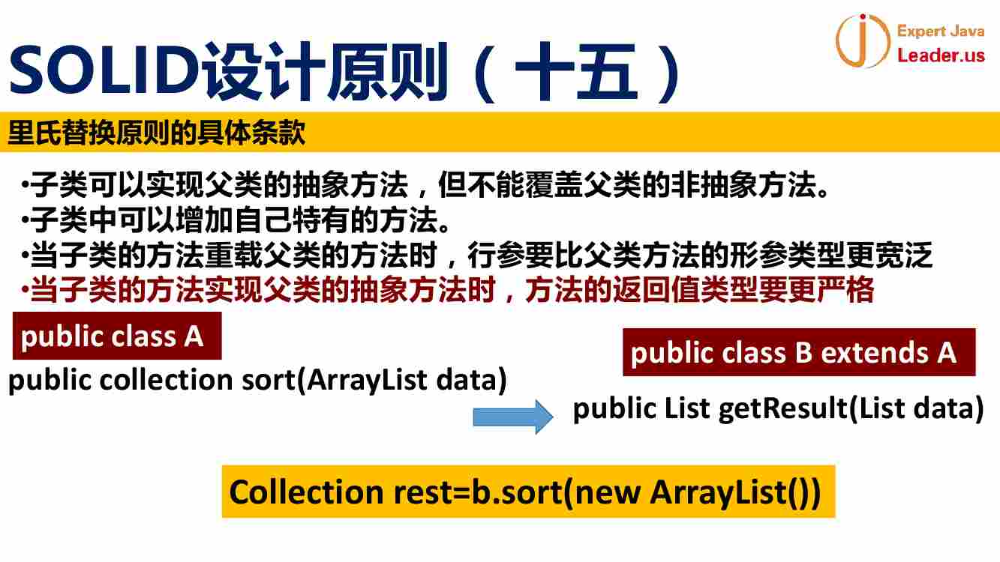 SOLID设计原则（十五）
Expert Java
Leader.us
里氏替换原则的具体条款
•子类可以实现父类的抽象方法，但不能覆盖父类的非抽象方法。
•子类中可以增加自己特有的方法。
•当子类的方法重载父类的方法时，行参要比父类方法的形参类型更宽泛
•当子类的方法实现父类的抽象方法时，方法的返回值类型要更严格
public class A
public collection sort(ArrayList data)
public class B extends A
public List getResult(List data)
Collection rest=b.sort(new ArrayList())